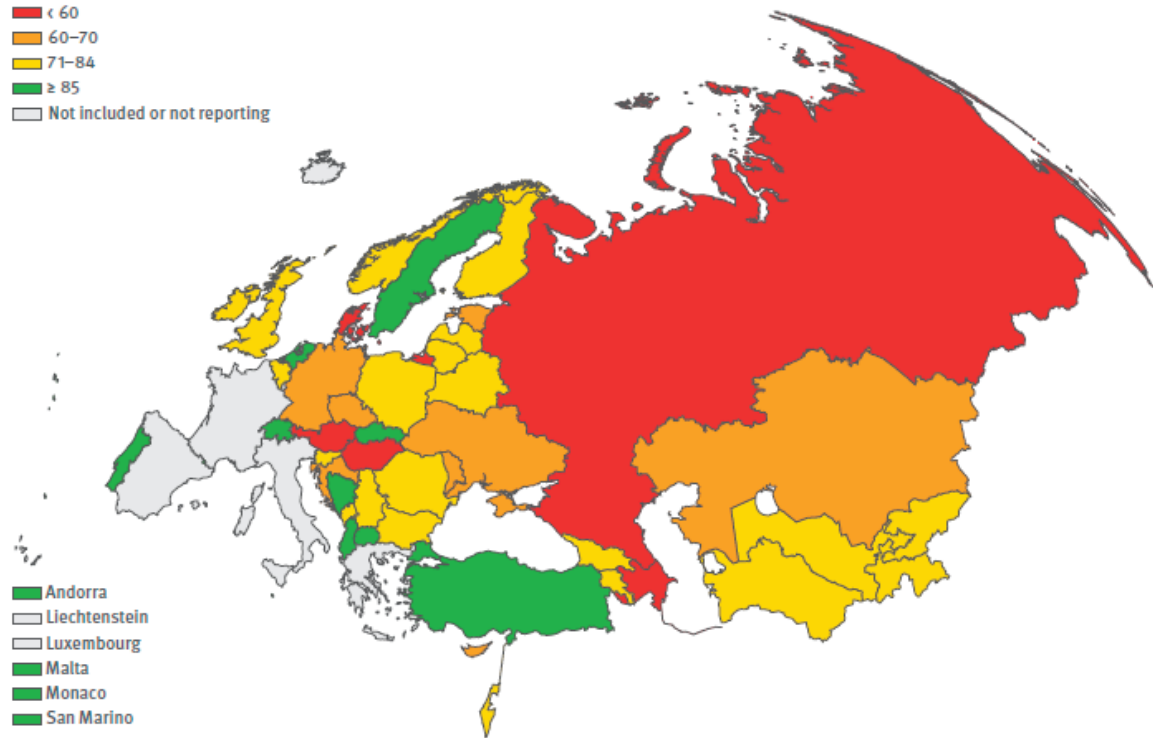 < 60
60–70
71–84
≥ 85
Not included or not reporting
Andorra
Liechtenstein
Luxembourg
Malta
Monaco
San Marino